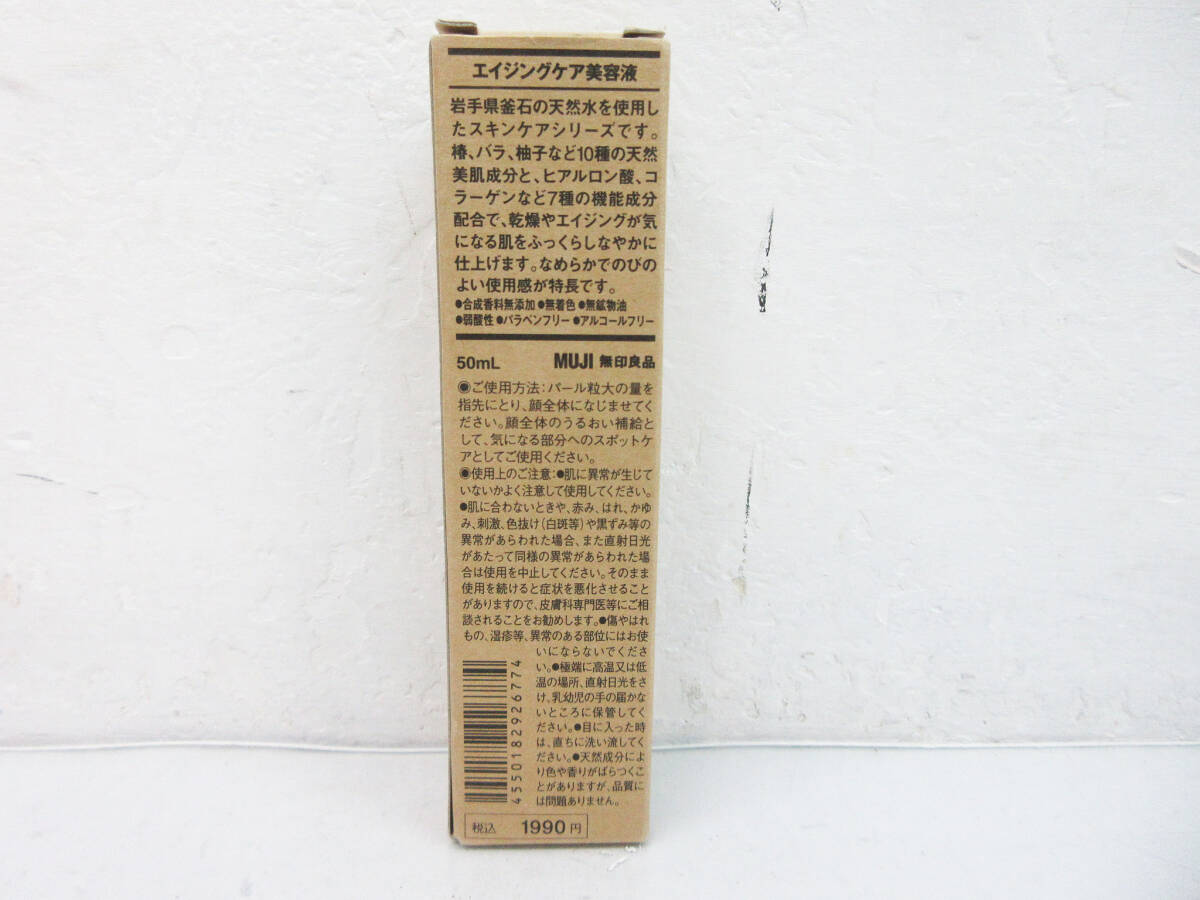 エイジングケア美容液
岩手県釜石の天然水を使用し
たスキンケアシリーズです。
椿、バラ、柚子など10種の天然
美肌成分と、ヒアルロン酸、コ
ラーゲンなど7種の機能成分
配合で、乾燥やエイジングが気
になる肌をふっくらしなやかに
仕上げます。なめらかでのびの
よい使用感が特長です。
●合成香料無添加 ●無着色 ●無鉱物油
●弱酸性 ●パラベンフリー ●アルコールフリー
50mL MUJI 無印良品
◉ご使用方法：パール粒大の量を
指先にとり、顔全体になじませてく
ださい。顔全体のうるおい補給と
して、気になる部分へのスポットケ
アとしてご使用ください。
◉使用上のご注意：●肌に異常が生じて
いないかよく注意して使用してください。
●肌に合わないときや、赤み、はれ、かゆ
み、刺激、色抜け（白斑等）や黒ずみ等の
異常があらわれた場合、また直射日光
があたって同様の異常があらわれた場
合は使用を中止してください。そのまま
使用を続けると症状を悪化させること
がありますので、皮膚科専門医等にご相
談されることをお勧めします。●傷やはれ
もの、湿疹等、異常のある部位にはお使
いにならないでくださ
い。●極端に高温又は低
温の場所、直射日光をさ
け、乳幼児の手の届かな
いところに保管してく
ださい。●目に入った時
は、直ちに洗い流してく
ださい。●天然成分によ
り色や香りがばらつくこ
とがありますが、品質に
は問題ありません。
4550182926774
税込 1990円